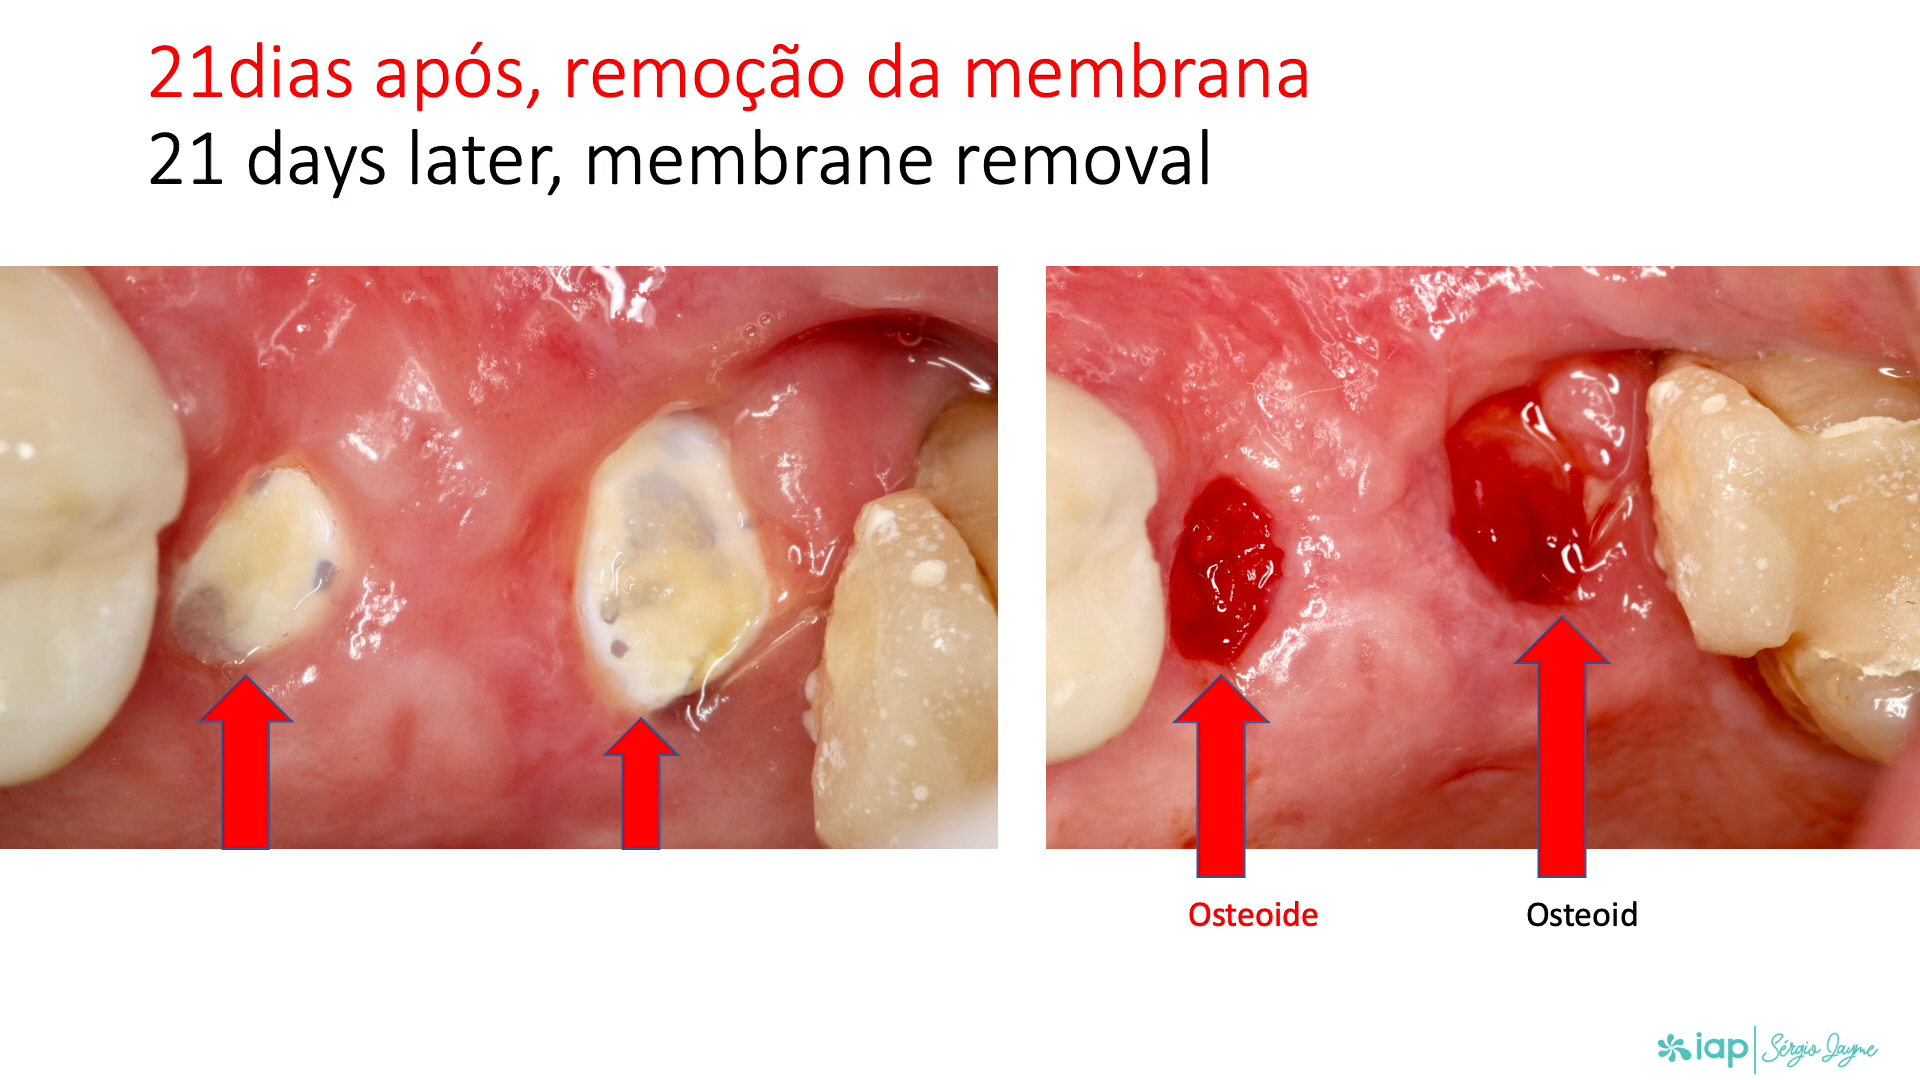 21dias após, remoção da membrana
21 days later, membrane removal
Osteoide
Osteoid
iap Sérgio Jayme